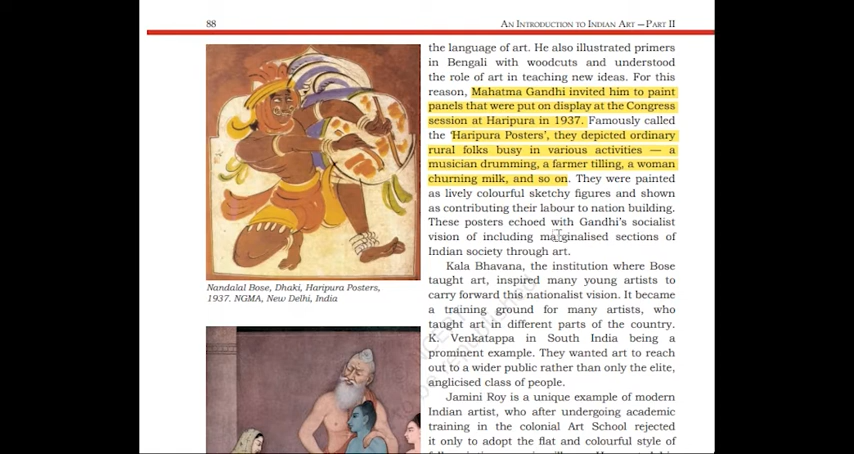 88
An Introduction to Indian Art —Part II
the language of art. He also illustrated primers
in Bengali with woodcuts and understood
the role of art in teaching new ideas. For this
reason, Mahatma Gandhi invited him to paint
panels that were put on display at the Congress
session at Haripura in 1937. Famously called
the 'Haripura Posters', they depicted ordinary
rural folks busy in various activities — a
musician drumming, a farmer tilling, a woman
churning milk, and so on. They were painted
as lively colourful sketchy figures and shown
as contributing their labour to nation building.
These posters echoed with Gandhi's socialist
vision of including marginalised sections of
Indian society through art.
Kala Bhavana, the institution where Bose
taught art, inspired many young artists to
carry forward this nationalist vision. It became
a training ground for many artists, who
taught art in different parts of the country.
K. Venkatappa in South India being a
prominent example. They wanted art to reach
out to a wider public rather than only the elite,
anglicised class of people.
Jamini Roy is a unique example of modern
Indian artist, who after undergoing academic
training in the colonial Art School rejected
it only to adopt the flat and colourful style of
Nandalal Bose, Dhaki, Haripura Posters,
1937. NGMA, New Delhi, India